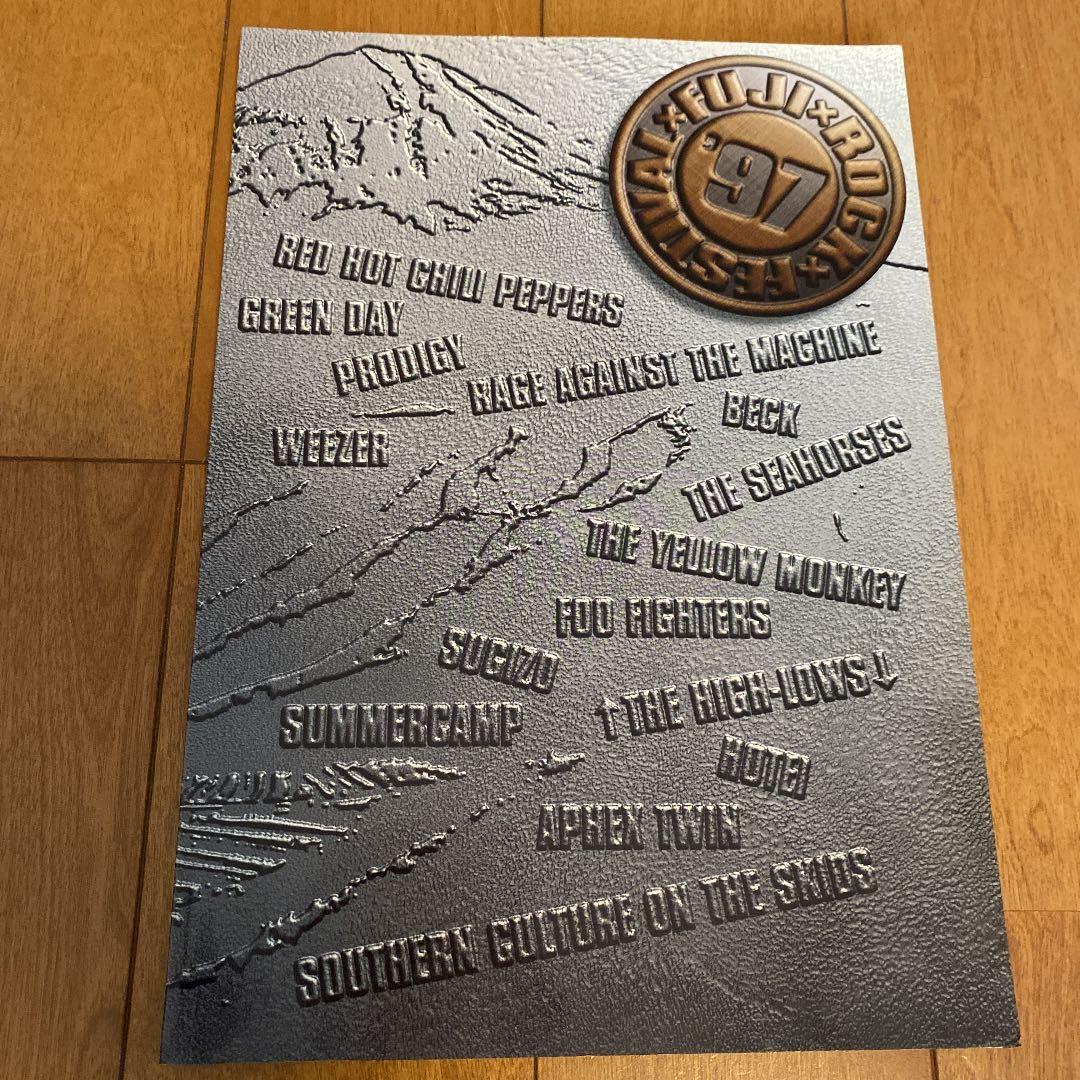 FUJI×ROCK×FESTIVAL×
'97
RED HOT CHILI PEPPERS
GREEN DAY
PRODIGY
RAGE AGAINST THE MACHINE
BECK
WEEZER
THE SEAHORSES
THE YELLOW MONKEY
FOO FIGHTERS
SUGIZO
↑THE HIGH-LOWS↓
SUMMERCAMP
HOTEI
APHEX TWIN
SOUTHERN CULTURE ON THE SKIDS